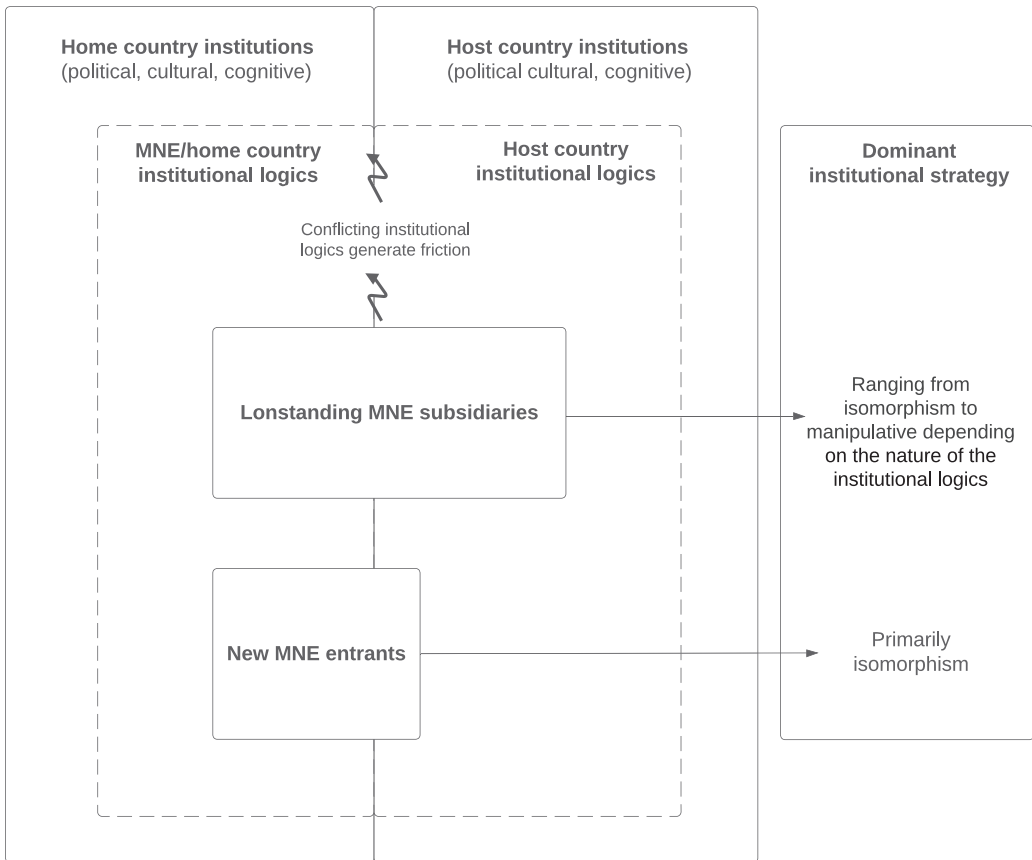 Home country institutions
(political, cultural, cognitive)
Host country institutions
(political cultural, cognitive)
MNE/home country
institutional logics
Host country
institutional logics
Dominant
institutional strategy
Conflicting institutional
logics generate friction
Lonstanding MNE subsidiaries
Ranging from
isomorphism to
manipulative depending
on the nature of the
institutional logics
New MNE entrants
Primarily
isomorphism